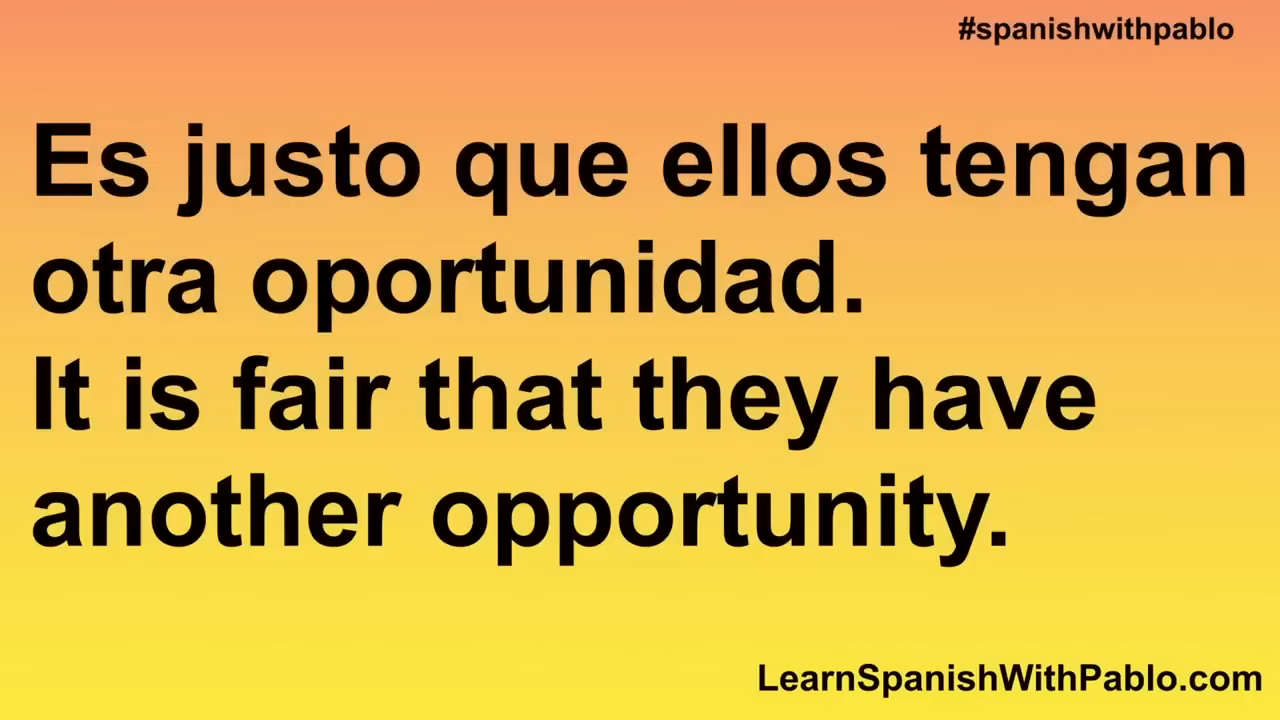 #spanishwithpablo
Es justo que ellos tengan
otra oportunidad.
It is fair that they have
another opportunity.
LearnSpanishWithPablo.com